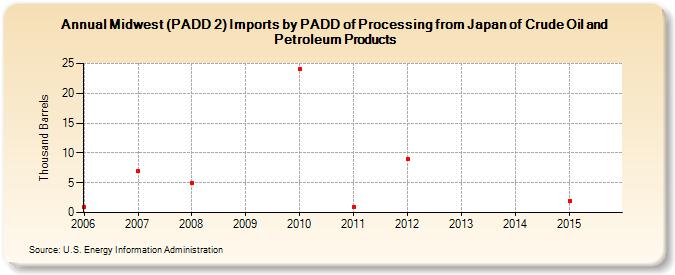 Annual Midwest (PADD 2) Imports by PADD of Processing from Japan of Crude Oil and
Petroleum Products
Thousand Barrels
25
20
15
10
5
0
2006 2007 2008 2009 2010 2011 2012 2013 2014 2015
Source: U.S. Energy Information Administration